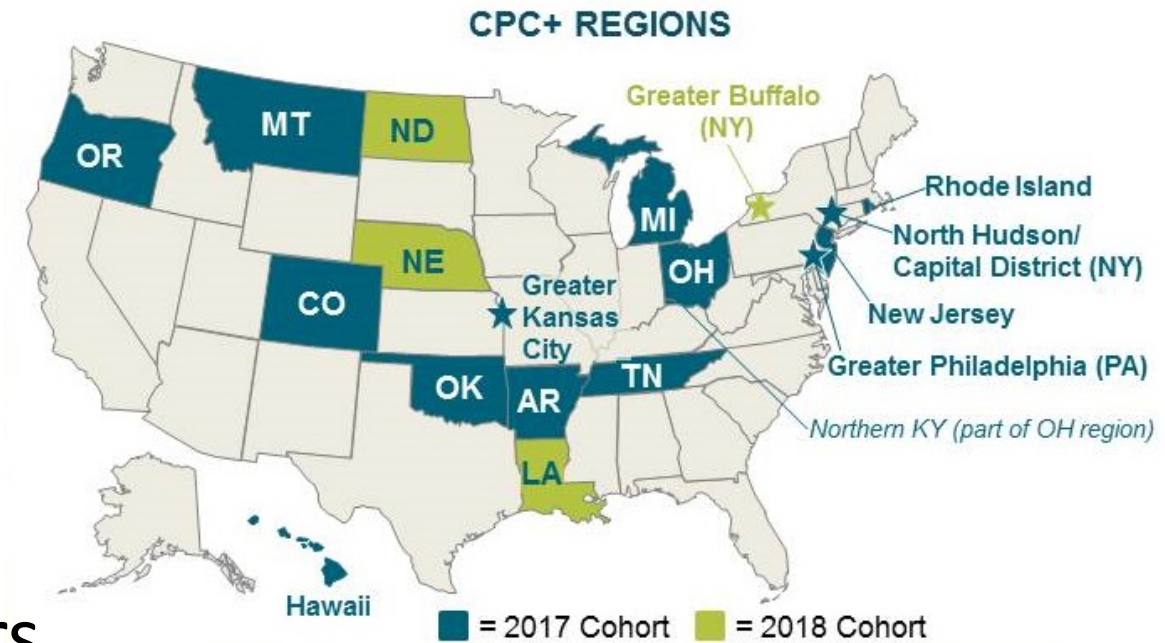 CPC+ REGIONS
Greater Buffalo
(NY)
MT
ND
OR
Rhode Island
MI
North Hudson/
Capital District (NY)
NE
OH
CO
Greater
Kansas
City
New Jersey
Greater Philadelphia (PA)
TN
OK
AR
Northern KY (part of OH region)
LA
Hawaii
= 2017 Cohort
= 2018 Cohort